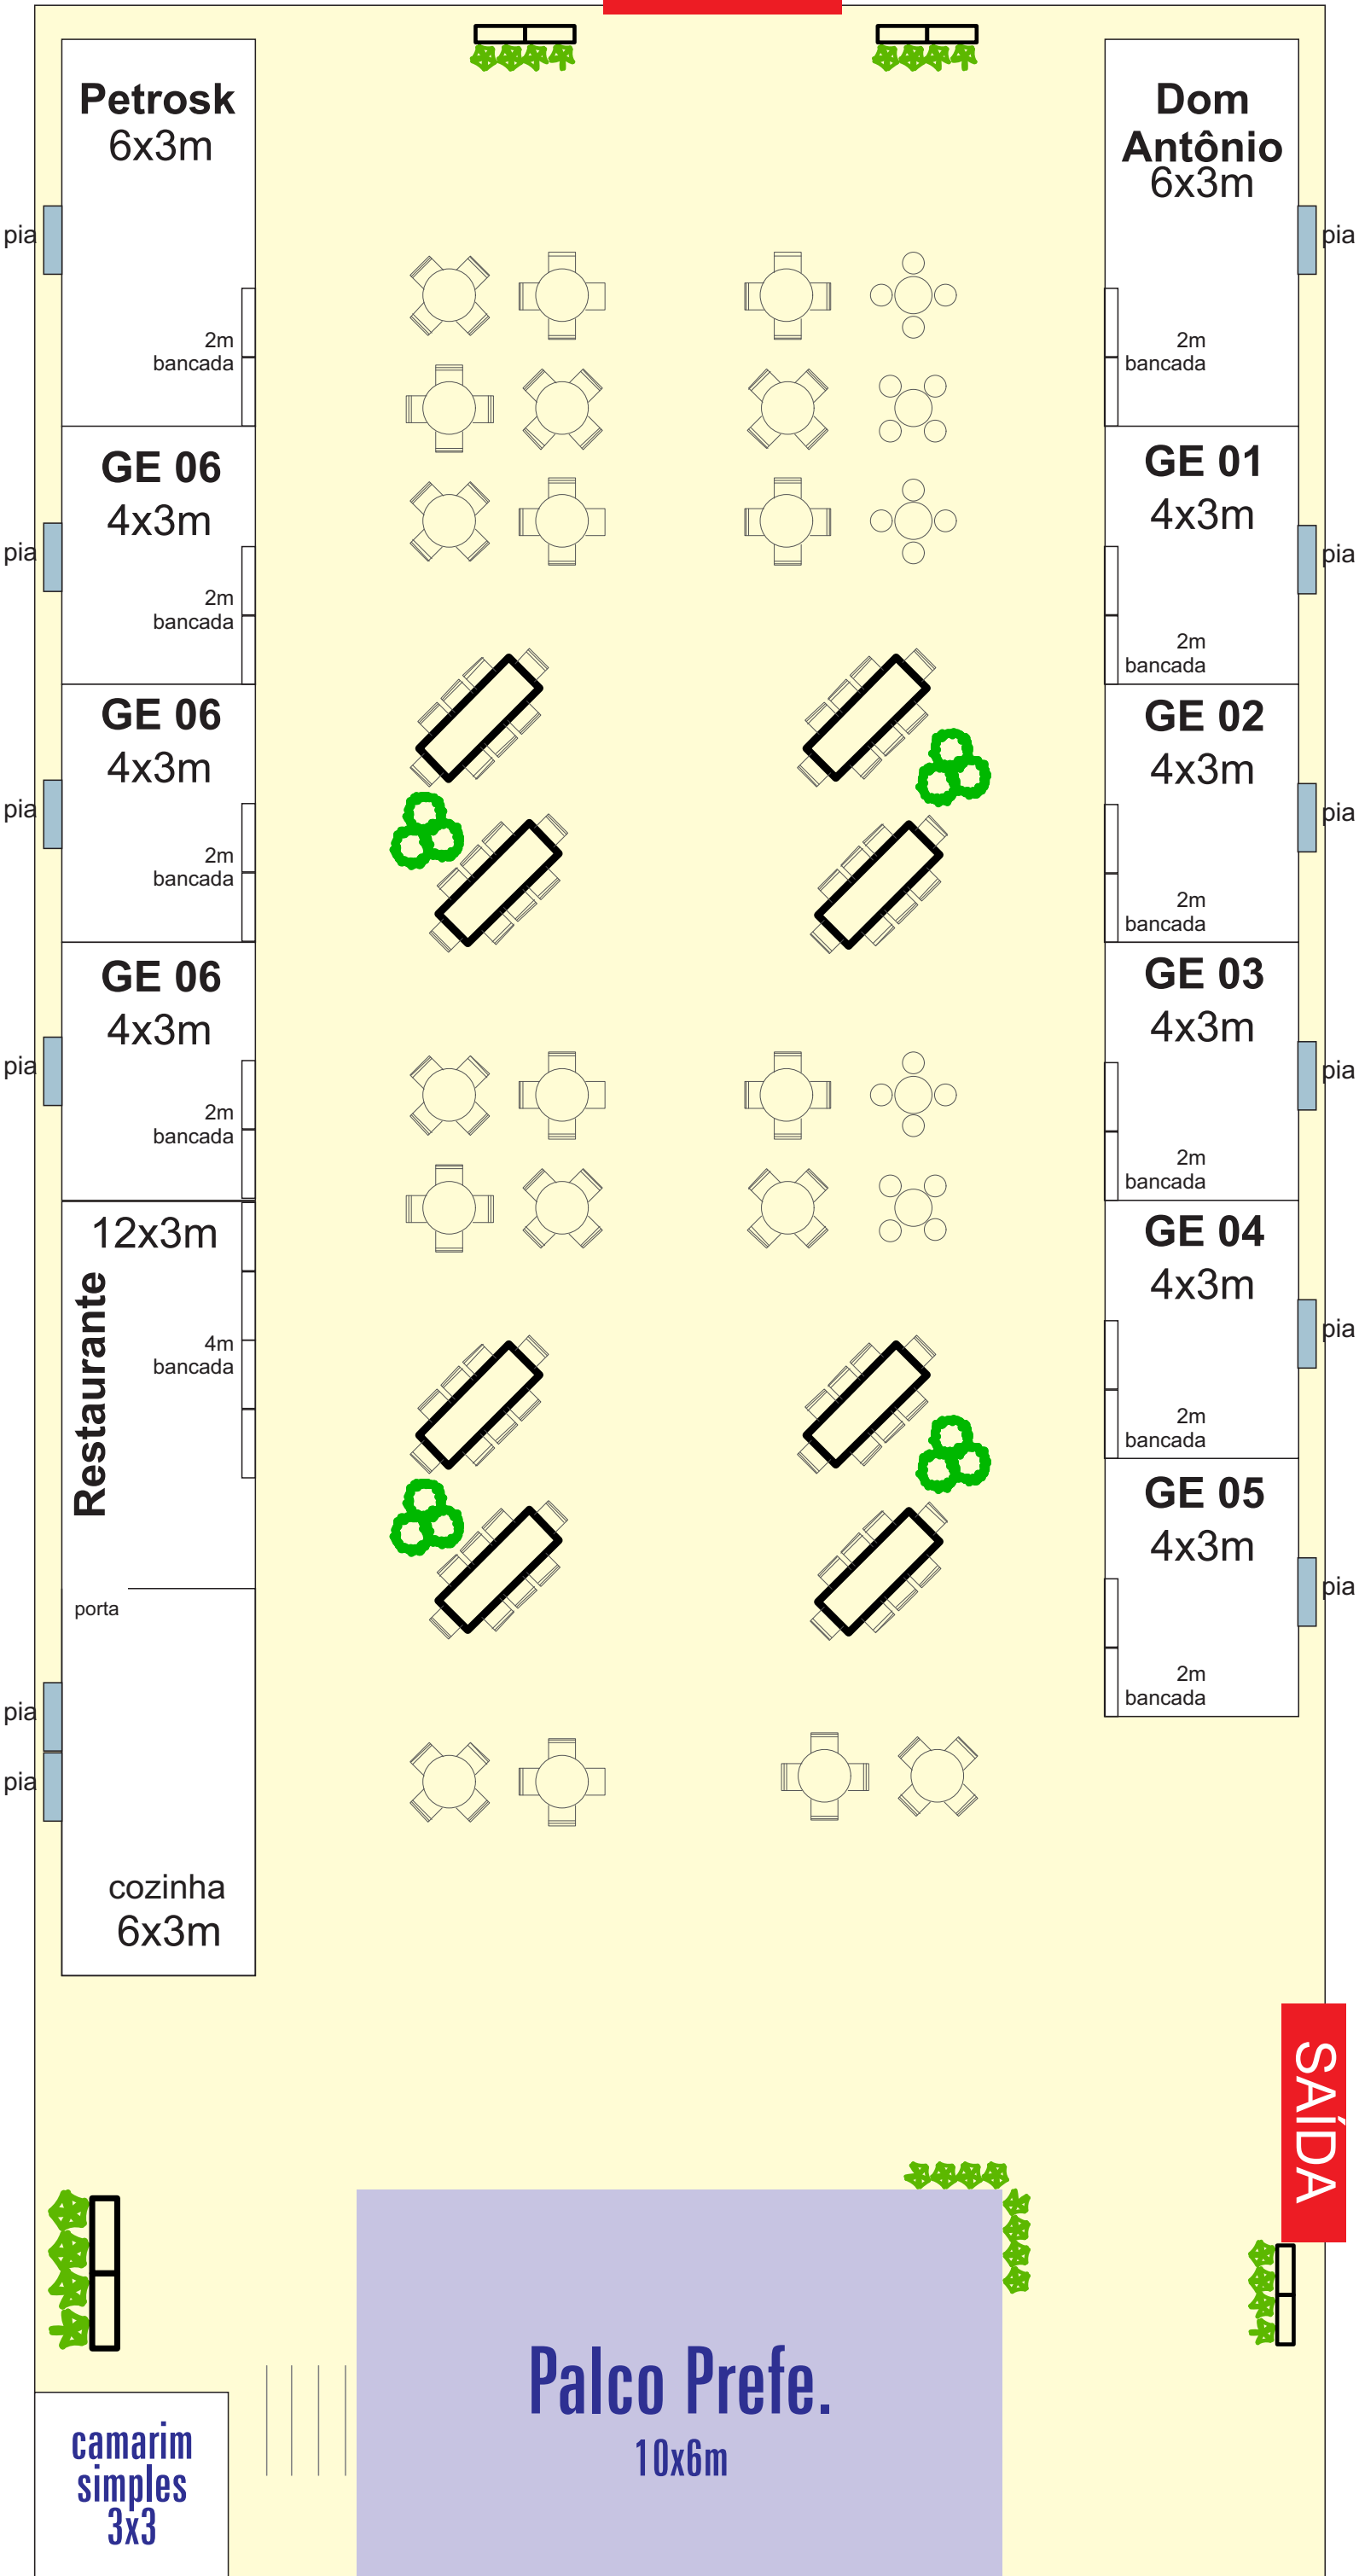 Petrosk
6x3m
pia
2m
bancada
GE 06
4x3m
pia
2m
bancada
GE 06
4x3m
pia
2m
bancada
GE 06
4x3m
pia
2m
bancada
12x3m
Restaurante
4m
bancada
porta
pia
pia
cozinha
6x3m
Dom
Antônio
6x3m
pia
2m
bancada
GE 01
4x3m
pia
2m
bancada
GE 02
4x3m
pia
2m
bancada
GE 03
4x3m
pia
2m
bancada
GE 04
4x3m
pia
2m
bancada
GE 05
4x3m
pia
2m
bancada
SAÍDA
Palco Prefe.
10x6m
camarim
simples
3x3